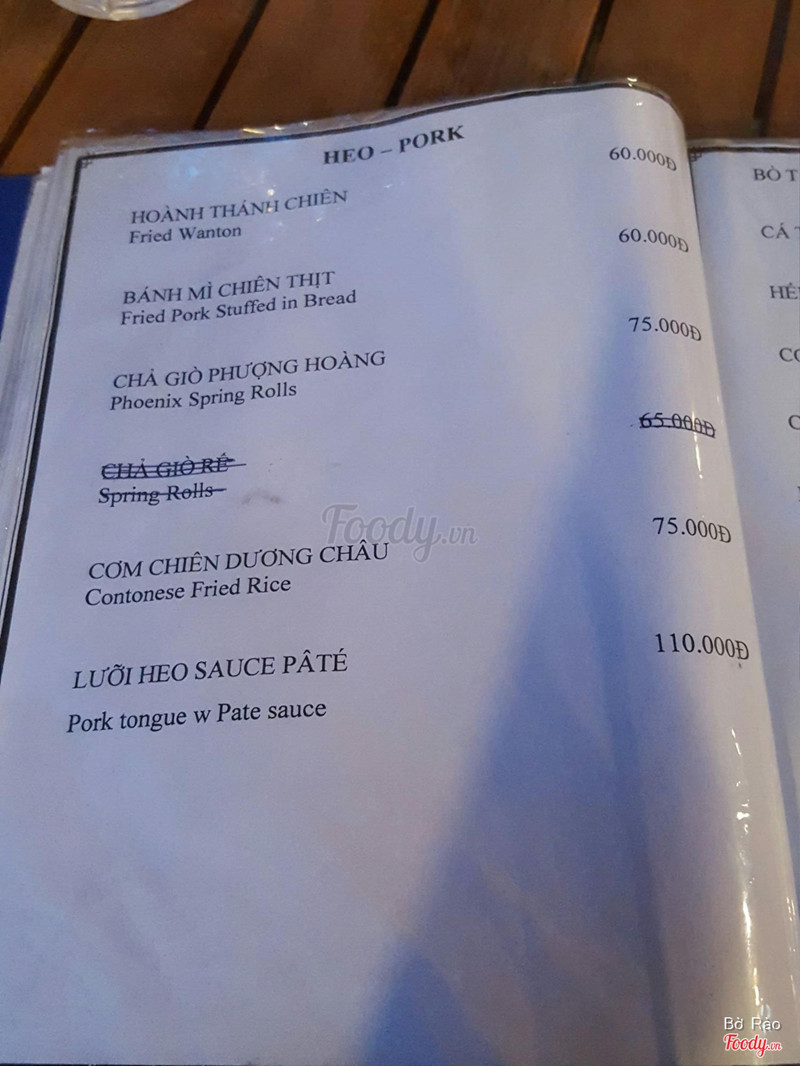 HEO – PORK
HOÀNH THÁNH CHIÊN 60.000Đ
Fried Wanton
BÁNH MÌ CHIÊN THỊT 60.000Đ
Fried Pork Stuffed in Bread
CHẢ GIÒ PHƯỢNG HOÀNG 75.000Đ
Phoenix Spring Rolls
CHẢ GIÒ RẾ 65.000Đ
Spring Rolls
CƠM CHIÊN DƯƠNG CHÂU 75.000Đ
Contonese Fried Rice
LƯỠI HEO SAUCE PÂTÉ 110.000Đ
Pork tongue w Pate sauce
BÒ T
CÁ
Foody.vn
Bờ Rào
Foody.vn